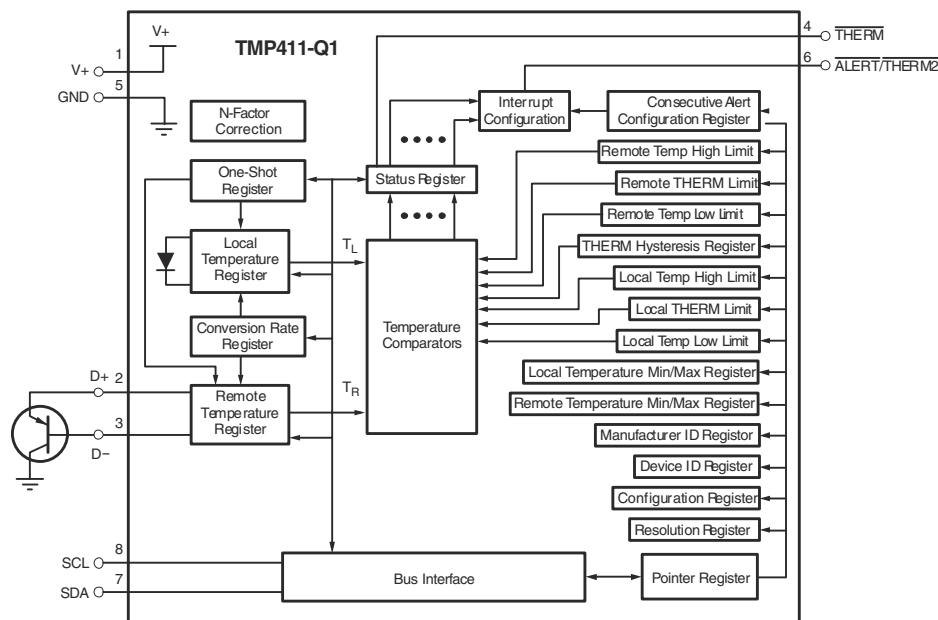 TMP411-Q1
V+
1
V+
5
GND
4
THERM
6
ALERT/THERM2
N-Factor
Correction
Interrupt
Configuration
Consecutive Alert
Configuration Register
One-Shot
Register
Status Register
Remote Temp High Limit
Remote THERM Limit
Remote Temp Low Limit
THERM Hysteresis Register
Local Temp High Limit
Local THERM Limit
Local Temp Low Limit
Local Temperature Min/Max Register
Remote Temperature Min/Max Register
Manufacturer ID Registor
Device ID Register
Configuration Register
Resolution Register
Local
Temperature
Register
TL
Temperature
Comparators
Conversion Rate
Register
D+
2
Remote
Temperature
Register
TR
3
D−
SCL
8
7
SDA
Bus Interface
Pointer Register